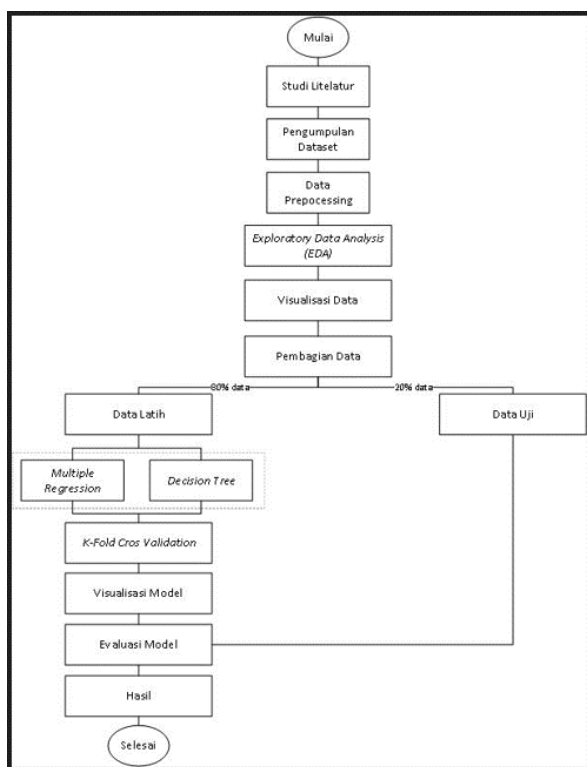 Mulai
Studi Litelatur
Pengumpulan
Dataset
Data
Prepocessing
Exploratory Data Analysis
(EDA)
Visualisasi Data
Pembagian Data
80% data
20% data
Data Latih
Data Uji
Multiple
Regression
Decision Tree
K-Fold Cros Validation
Visualisasi Model
Evaluasi Model
Hasil
Selesai